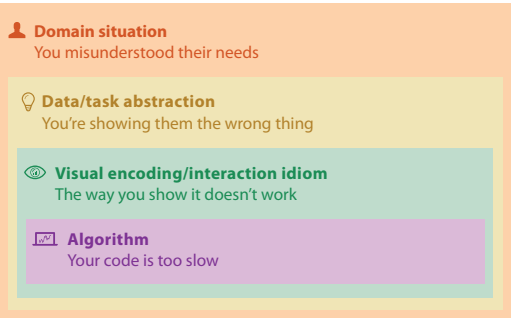 Domain situation
You misunderstood their needs
Data/task abstraction
You're showing them the wrong thing
Visual encoding/interaction idiom
The way you show it doesn't work
Algorithm
Your code is too slow